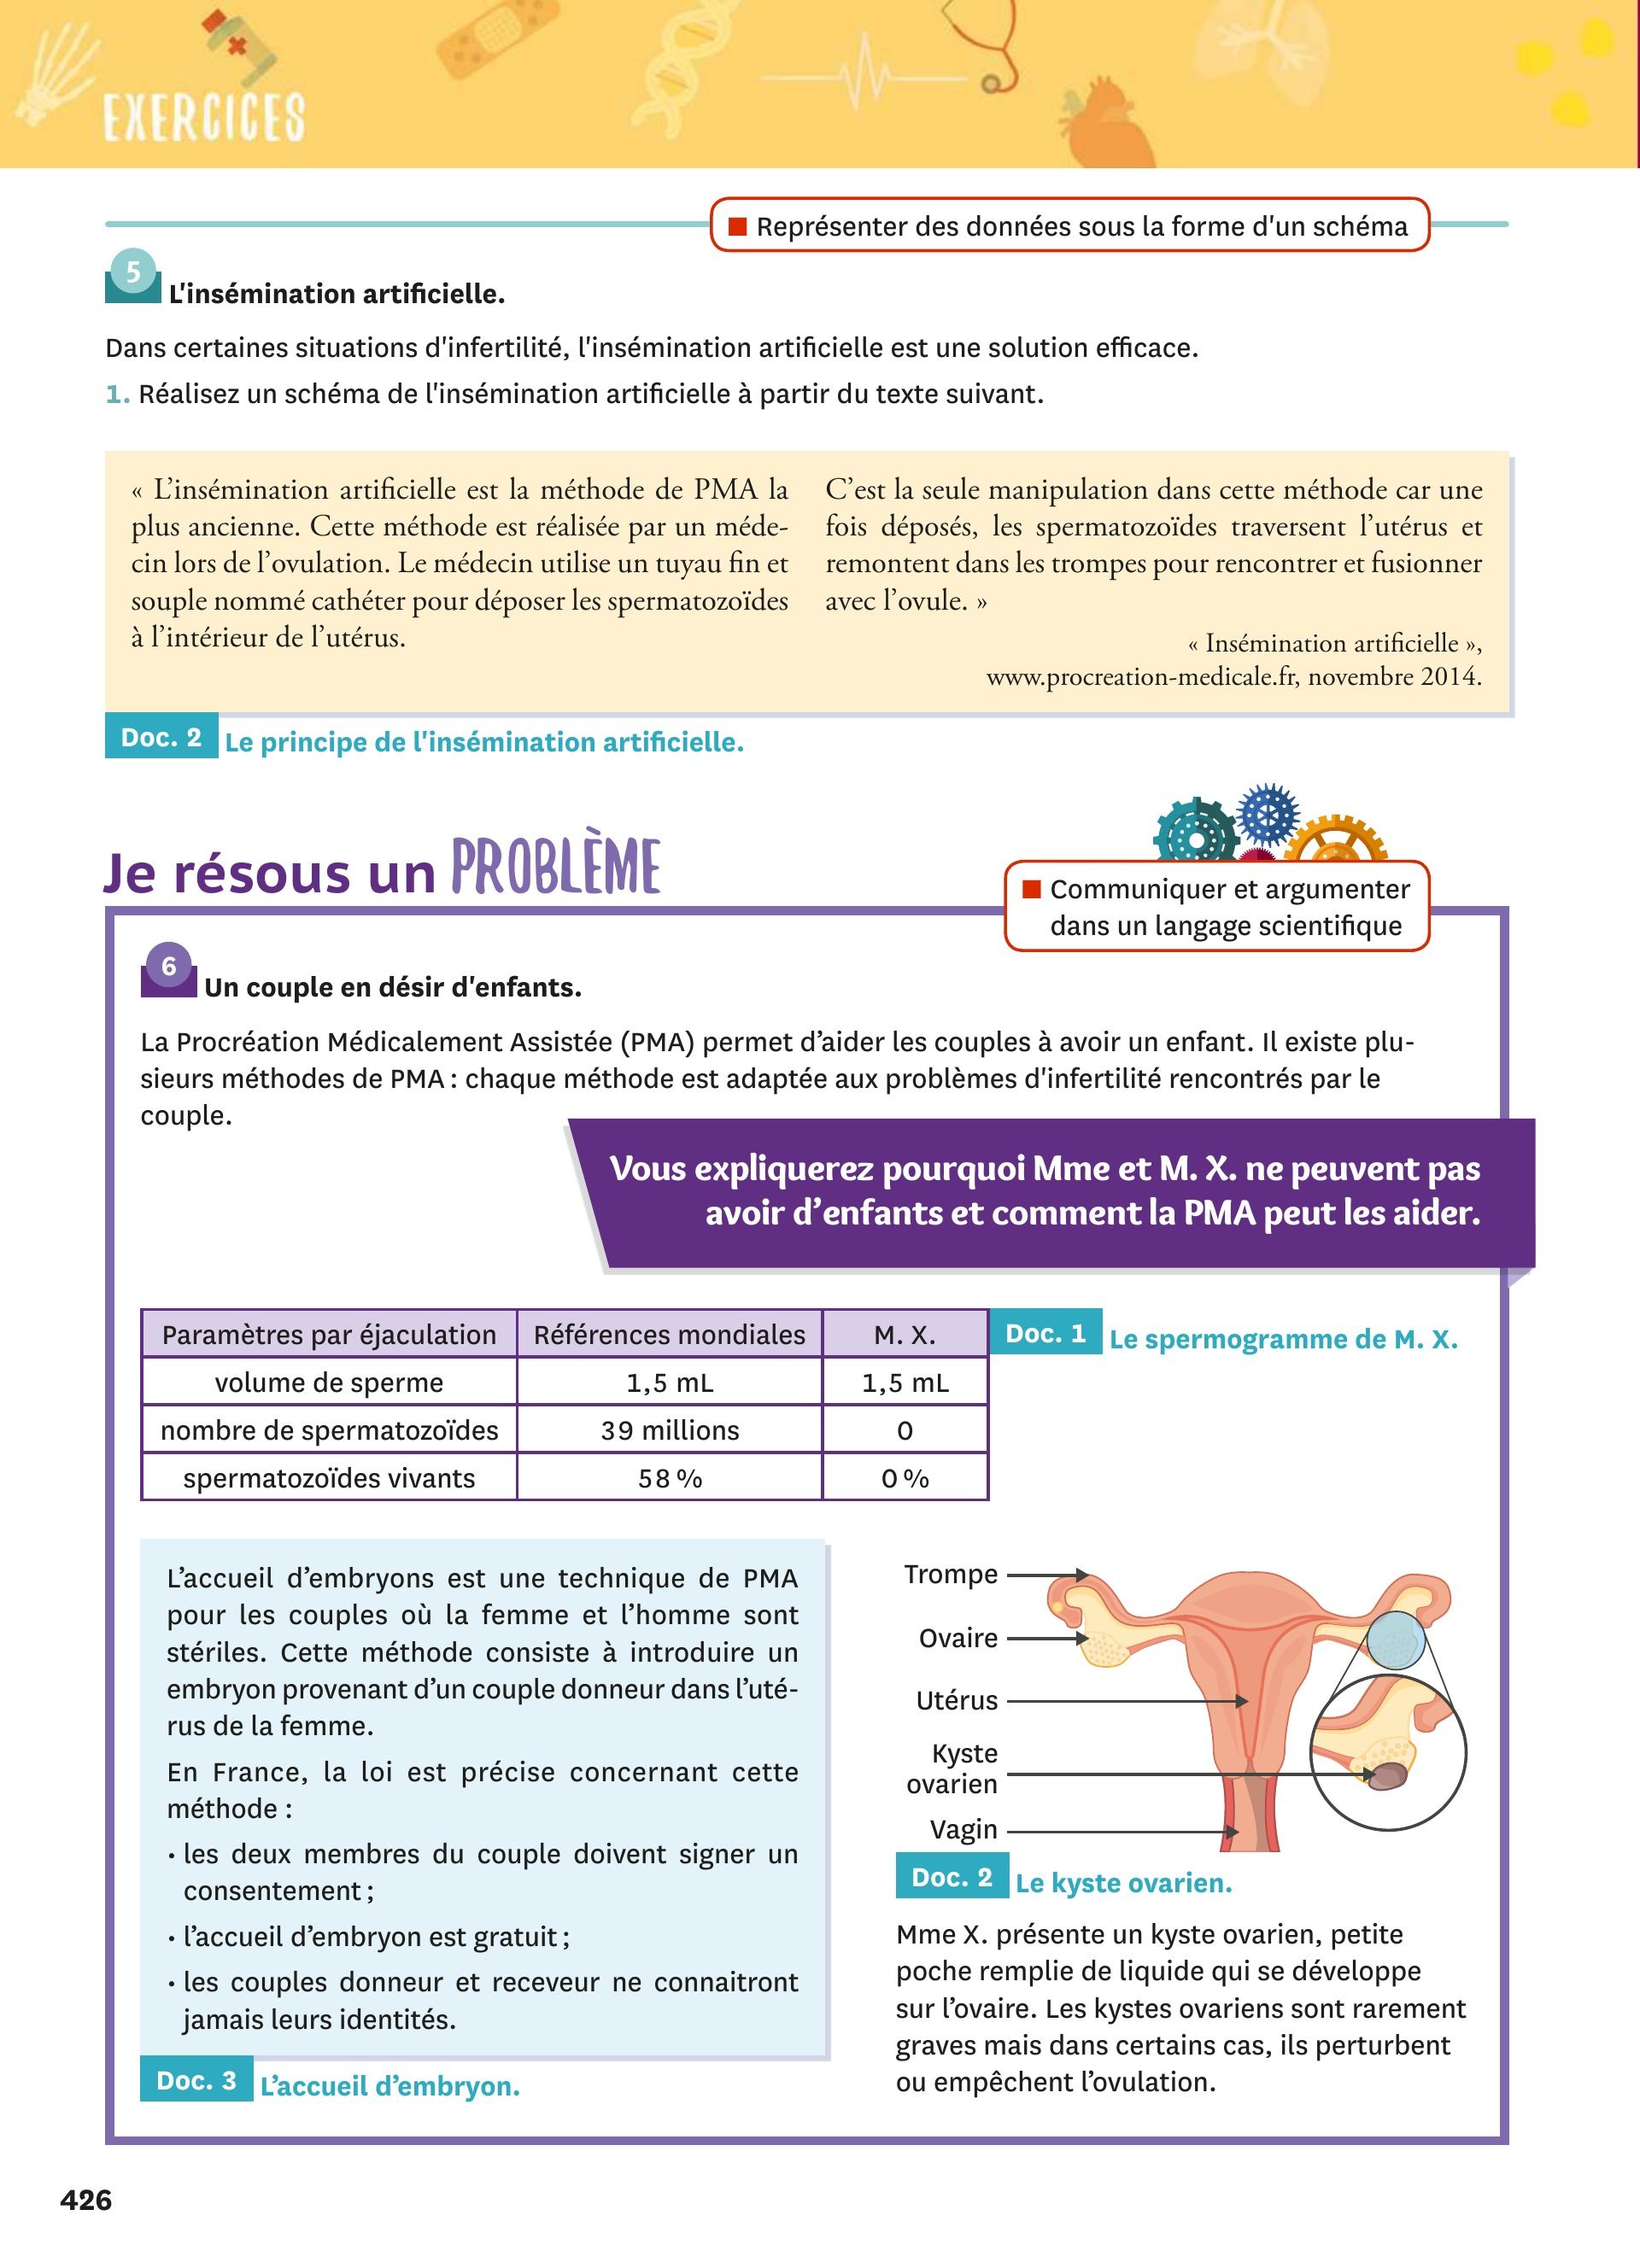 EXERCICES
■ Représenter des données sous la forme d'un schéma
5
L'insémination artificielle.
Dans certaines situations d'infertilité, l'insémination artificielle est une solution efficace.
1. Réalisez un schéma de l'insémination artificielle à partir du texte suivant.
« L'insémination artificielle est la méthode de PMA la
plus ancienne. Cette méthode est réalisée par un méde-
cin lors de l'ovulation. Le médecin utilise un tuyau fin et
souple nommé cathéter pour déposer les spermatozoïdes
à l'intérieur de l'utérus.
C'est la seule manipulation dans cette méthode car une
fois déposés, les spermatozoïdes traversent l'utérus et
remontent dans les trompes pour rencontrer et fusionner
avec l'ovule. »
« Insémination artificielle »,
www.procreation-medicale.fr, novembre 2014.
Doc. 2 Le principe de l'insémination artificielle.
Je résous un PROBLÈME
■ Communiquer et argumenter
dans un langage scientifique
6
Un couple en désir d'enfants.
La Procréation Médicalement Assistée (PMA) permet d'aider les couples à avoir un enfant. Il existe plu-
sieurs méthodes de PMA : chaque méthode est adaptée aux problèmes d'infertilité rencontrés par le
couple.
Vous expliquerez pourquoi Mme et M. X. ne peuvent pas
avoir d'enfants et comment la PMA peut les aider.
Paramètres par éjaculation Références mondiales M. X.
volume de sperme 1,5 mL 1,5 mL
nombre de spermatozoïdes 39 millions 0
spermatozoïdes vivants 58 % 0 %
Doc. 1 Le spermogramme de M. X.
L'accueil d'embryons est une technique de PMA
pour les couples où la femme et l'homme sont
stériles. Cette méthode consiste à introduire un
embryon provenant d'un couple donneur dans l'uté-
rus de la femme.
En France, la loi est précise concernant cette
méthode :
• les deux membres du couple doivent signer un
consentement ;
• l'accueil d'embryon est gratuit ;
• les couples donneur et receveur ne connaitront
jamais leurs identités.
Doc. 3 L'accueil d'embryon.
Trompe
Ovaire
Utérus
Kyste
ovarien
Vagin
Doc. 2 Le kyste ovarien.
Mme X. présente un kyste ovarien, petite
poche remplie de liquide qui se développe
sur l'ovaire. Les kystes ovariens sont rarement
graves mais dans certains cas, ils perturbent
ou empêchent l'ovulation.
426